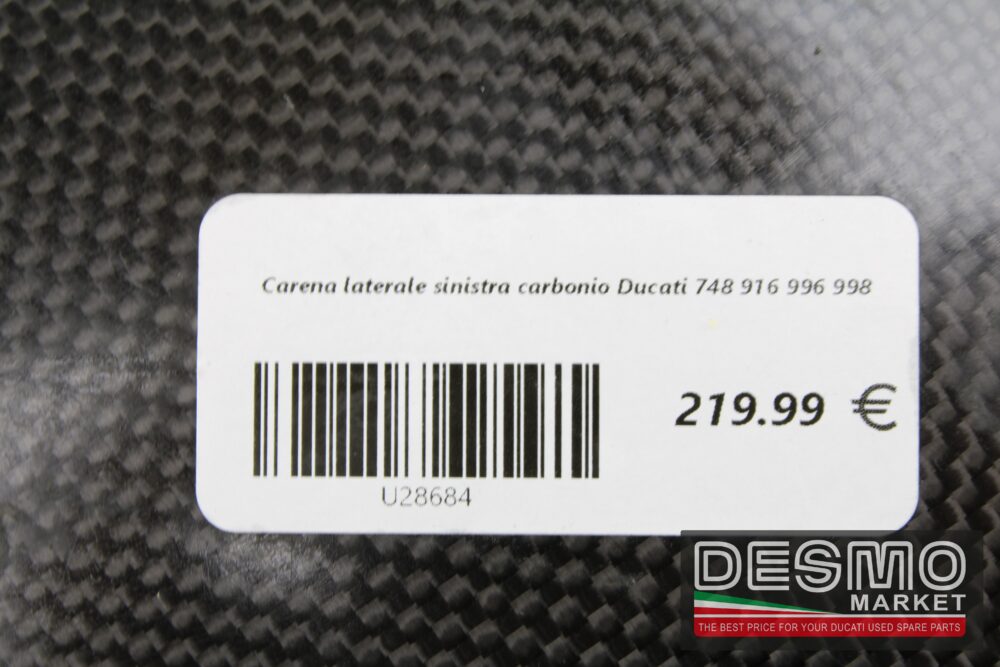 Carena laterale sinistra carbonio Ducati 748 916 996 998
219.99 €
U28684
DESMO
MARKET
THE BEST PRICE FOR YOUR DUCATI USED SPARE PARTS